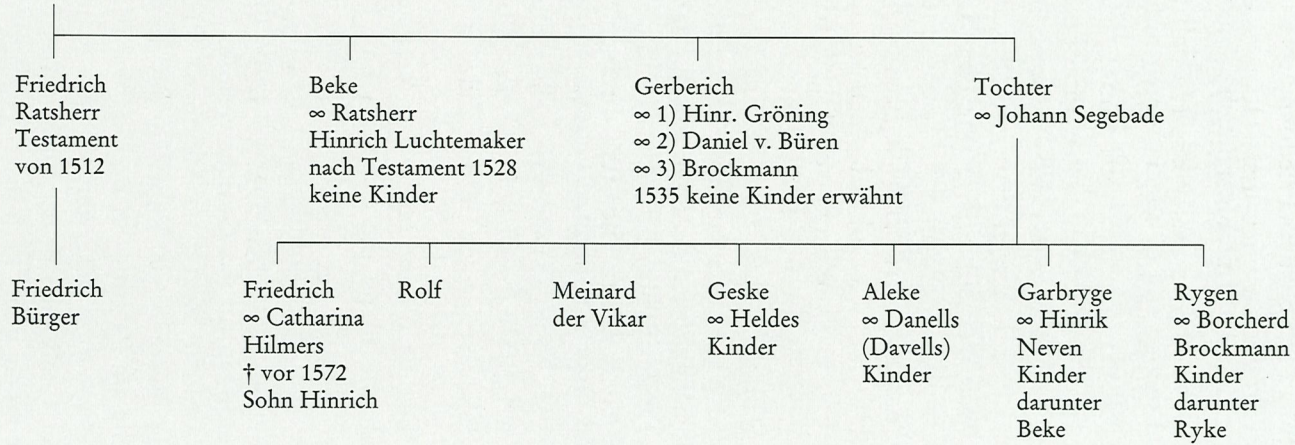 Friedrich
Ratsherr
Testament
von 1512
Beke
∞ Ratsherr
Hinrich Luchtemaker
nach Testament 1528
keine Kinder
Gerberich
∞ 1) Hinr. Gröning
∞ 2) Daniel v. Büren
∞ 3) Brockmann
1535 keine Kinder erwähnt
Tochter
∞ Johann Segebade
Friedrich
Bürger
Friedrich
∞ Catharina
Hilmers
† vor 1572
Sohn Hinrich
Rolf
Meinard
der Vikar
Geske
∞ Heldes
Kinder
Aleke
∞ Danells
(Davells)
Kinder
Garbryge
∞ Hinrik
Neven
Kinder
darunter
Beke
Rygen
∞ Borcherd
Brockmann
Kinder
darunter
Ryke